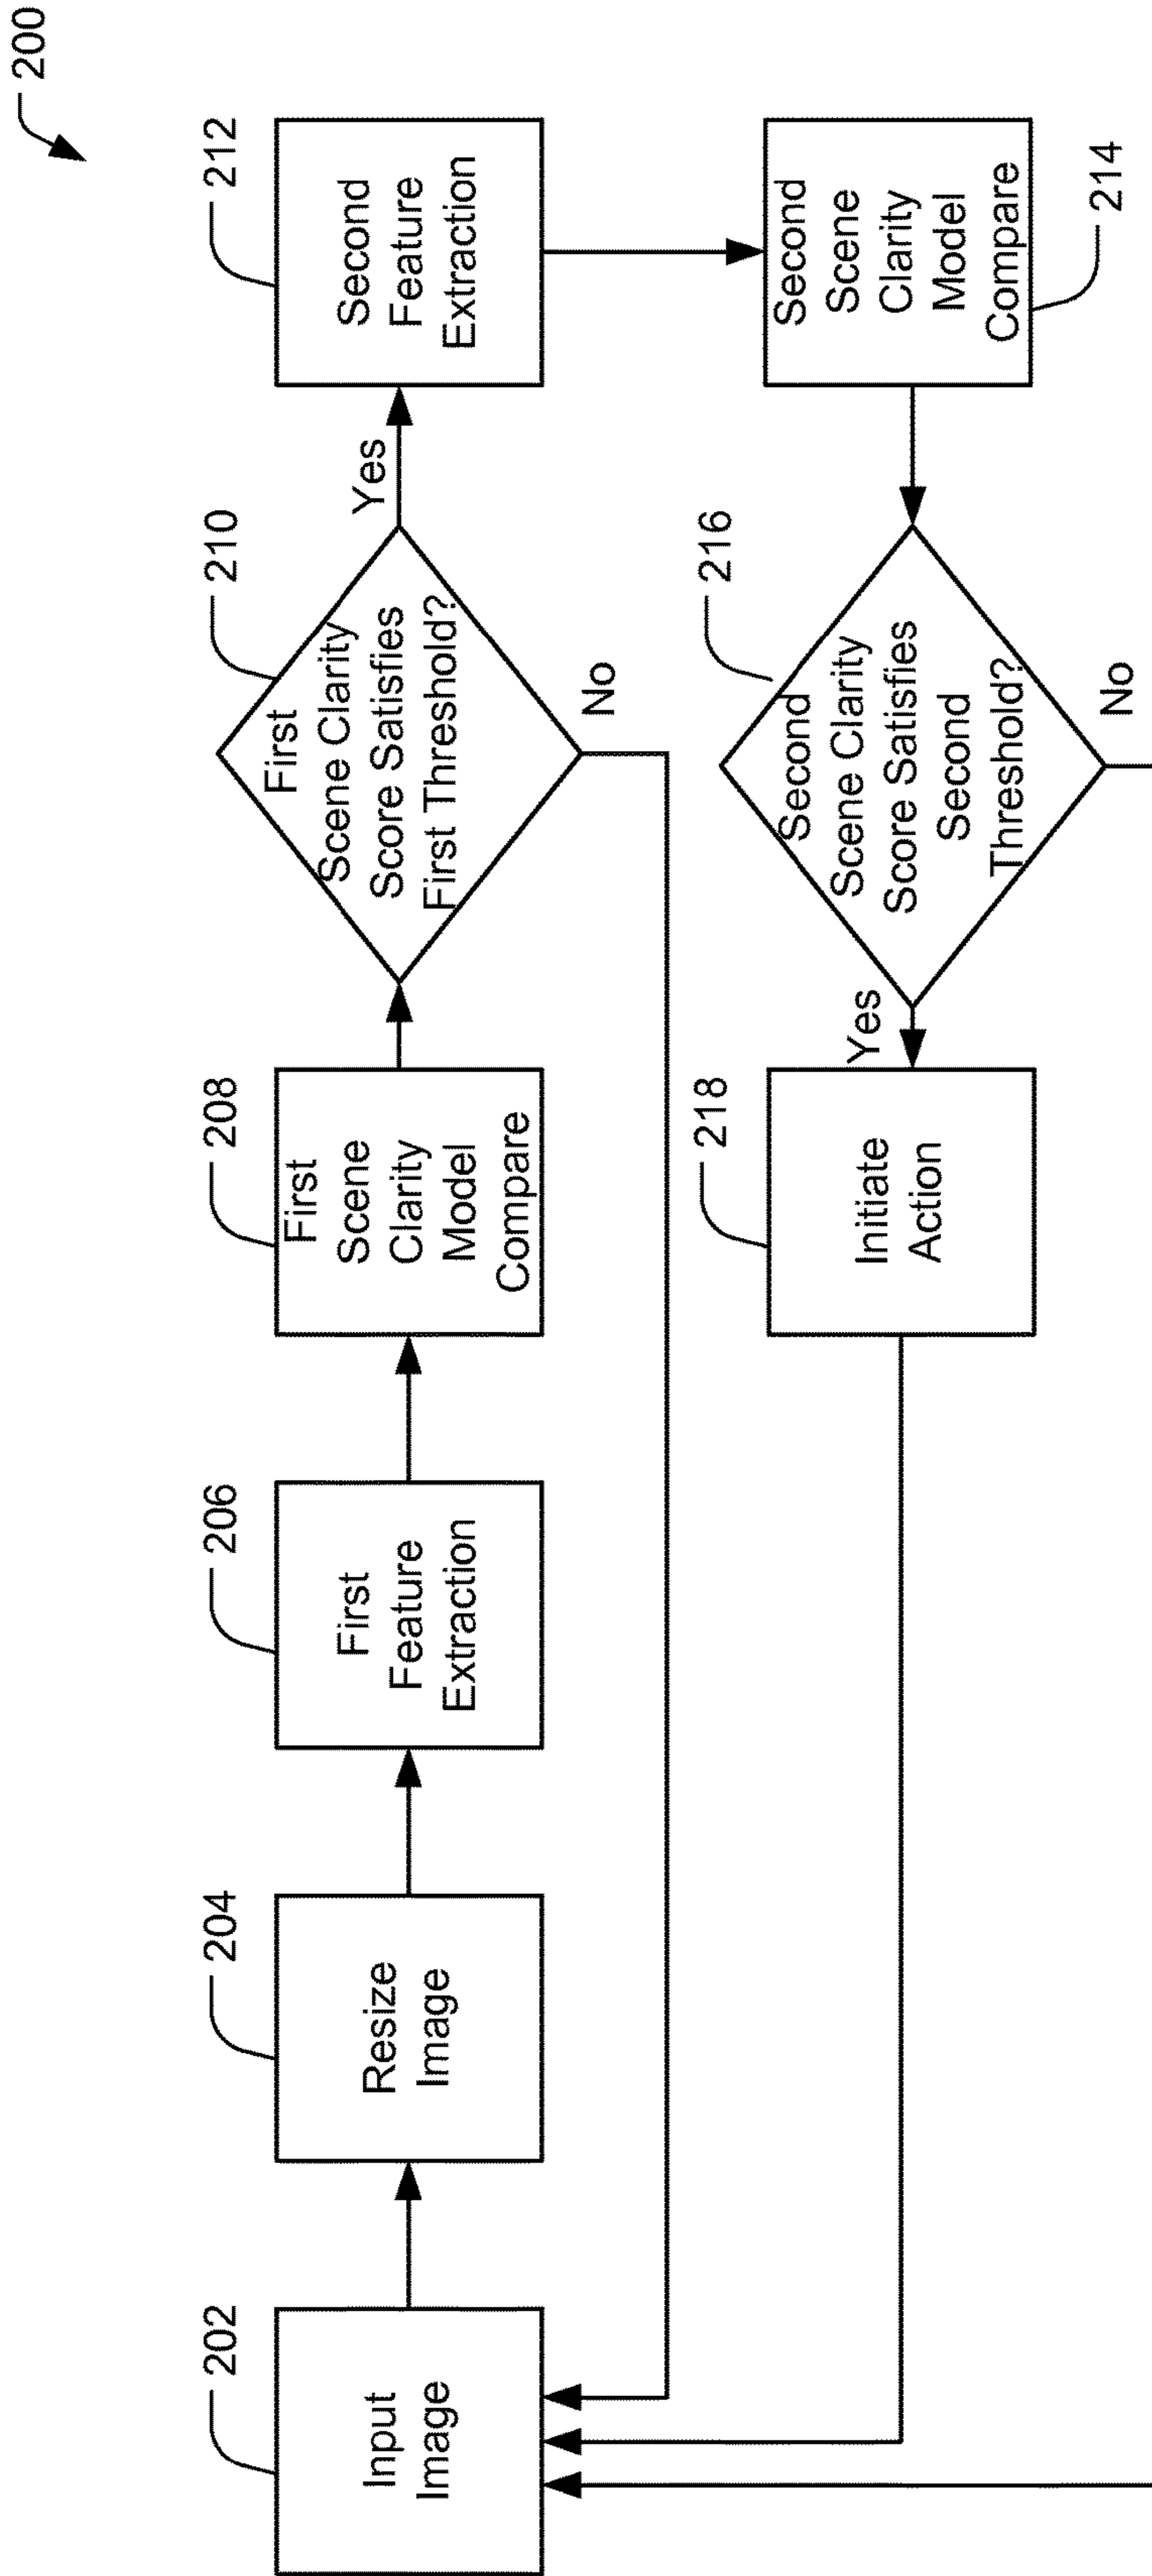 200
202
Input
Image
204
Resize
Image
206
First
Feature
Extraction
208
First
Scene
Clarity
Model
Compare
210
First
Scene Clarity
Score Satisfies
First Threshold?
Yes
No
212
Second
Feature
Extraction
218
Initiate
Action
Yes
216
Second
Scene Clarity
Score Satisfies
Second
Threshold?
No
Second
Scene
Clarity
Model
Compare
214